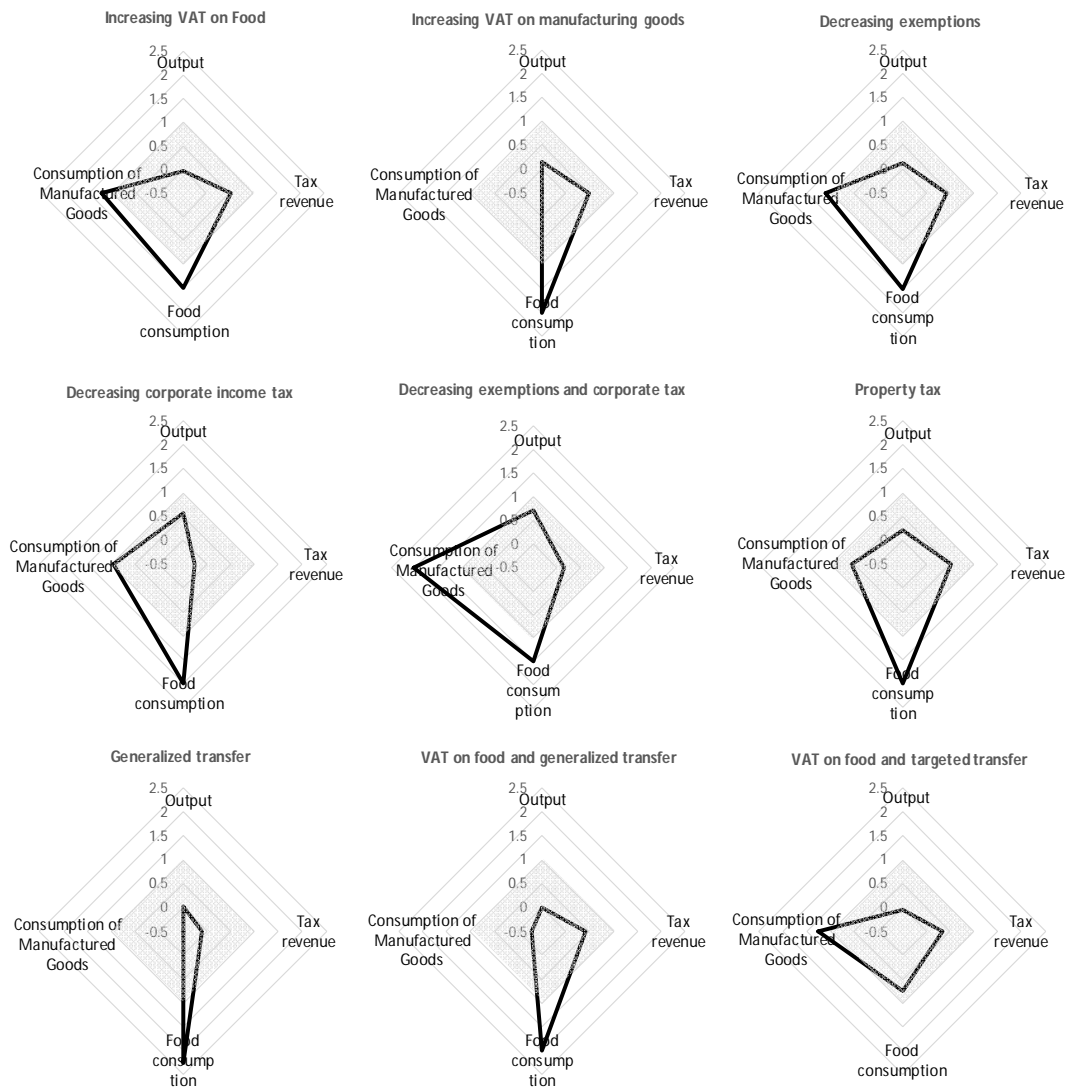 Increasing VAT on Food
2.5
Output
2
1.5
1
0.5
0
-0.5
Consumption of
Manufactured
Goods
Tax
revenue
Food
consumption
Increasing VAT on manufacturing goods
2.5
Output
2
1.5
1
0.5
0
-0.5
Consumption of
Manufactured
Goods
Tax
revenue
Food
consump
tion
Decreasing exemptions
2.5
Output
2
1.5
1
0.5
0
-0.5
Consumption of
Manufactured
Goods
Tax
revenue
Food
consump
tion
Decreasing corporate income tax
2.5
Output
2
1.5
1
0.5
0
-0.5
Consumption of
Manufactured
Goods
Tax
revenue
Food
consumption
Decreasing exemptions and corporate tax
2.5
Output
2
1.5
1
0.5
0
-0.5
Consumption of
Manufactured
Goods
Tax
revenue
Food
consum
ption
Property tax
2.5
Output
2
1.5
1
0.5
0
-0.5
Consumption of
Manufactured
Goods
Tax
revenue
Food
consump
tion
Generalized transfer
2.5
Output
2
1.5
1
0.5
0
-0.5
Consumption of
Manufactured
Goods
Tax
revenue
Food
consump
tion
VAT on food and generalized transfer
2.5
Output
2
1.5
1
0.5
0
-0.5
Consumption of
Manufactured
Goods
Tax
revenue
Food
consump
tion
VAT on food and targeted transfer
2.5
Output
2
1.5
1
0.5
0
-0.5
Consumption of
Manufactured
Goods
Tax
revenue
Food
consumption